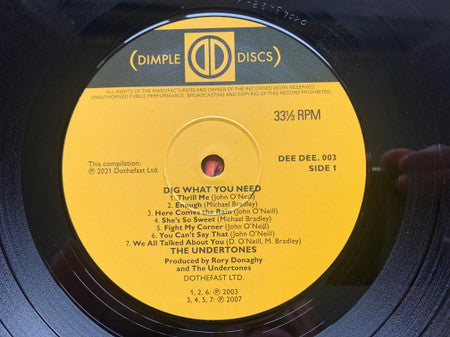 (DIMPLE DISCS)
ALL RIGHTS OF THE MANUFACTURERS AND OWNER OF THE RECORDED WORK RESERVED.
UNAUTHORISED PUBLIC PERFORMANCE, BROADCASTING AND COPYING OF THIS RECORD PROHIBITED
33⅓ RPM
This compilation:
℗ 2021 Dothefast Ltd.
DEE DEE. 003
SIDE 1
DIG WHAT YOU NEED
1. Thrill Me (John O'Neill)
2. Enough (Michael Bradley)
3. Here Comes the Rain (John O'Neill)
4. She's So Sweet (Michael Bradley)
5. Fight My Corner (John O'Neill)
6. You Can't Say That (John O'Neill)
7. We All Talked About You (D. O'Neill, M. Bradley)
THE UNDERTONES
Produced by Rory Donaghy
and The Undertones
DOTHEFAST LTD.
1, 2, 6: ℗ 2003
3, 4, 5, 7: ℗ 2007